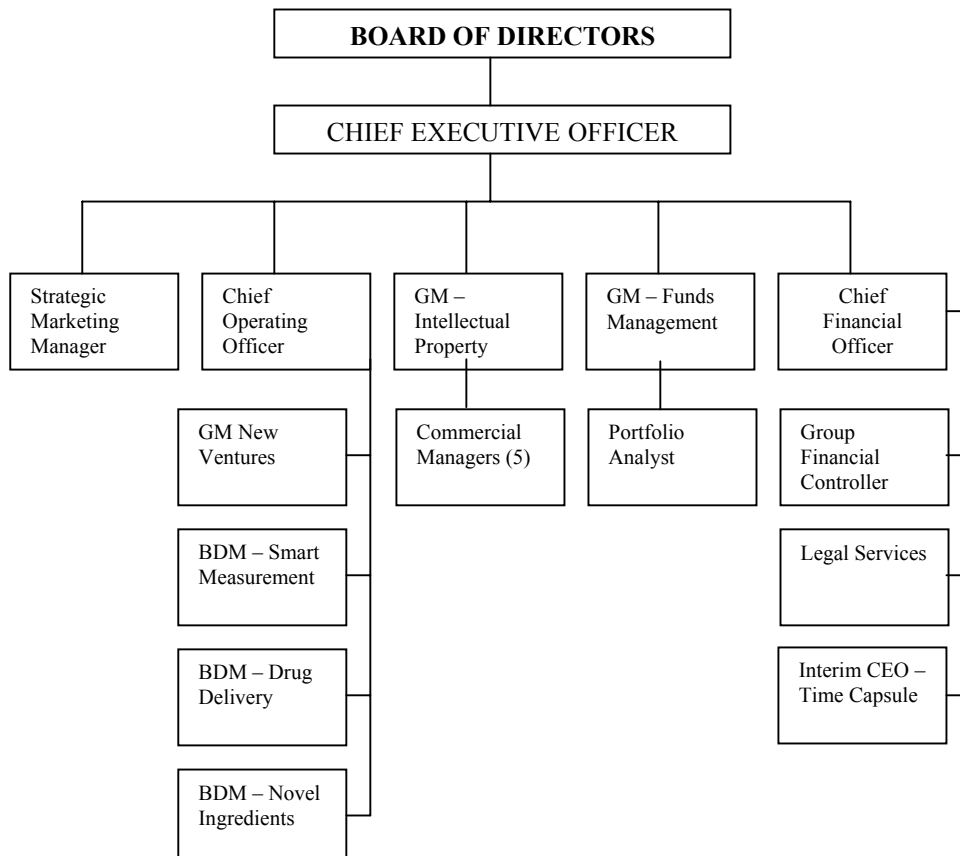 BOARD OF DIRECTORS
CHIEF EXECUTIVE OFFICER
Strategic
Marketing
Manager
Chief
Operating
Officer
GM –
Intellectual
Property
GM – Funds
Management
Chief
Financial
Officer
GM New
Ventures
Commercial
Managers (5)
Portfolio
Analyst
Group
Financial
Controller
BDM – Smart
Measurement
Legal Services
BDM – Drug
Delivery
Interim CEO –
Time Capsule
BDM – Novel
Ingredients